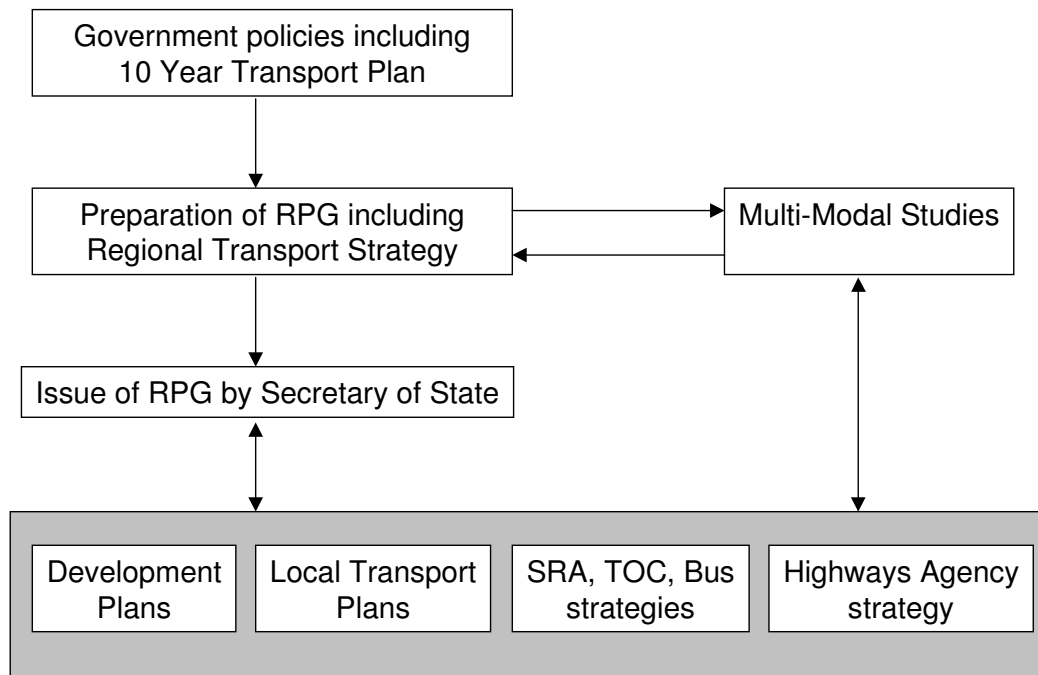 Government policies including
10 Year Transport Plan
Preparation of RPG including
Regional Transport Strategy
Multi-Modal Studies
Issue of RPG by Secretary of State
Development
Plans
Local Transport
Plans
SRA, TOC, Bus
strategies
Highways Agency
strategy